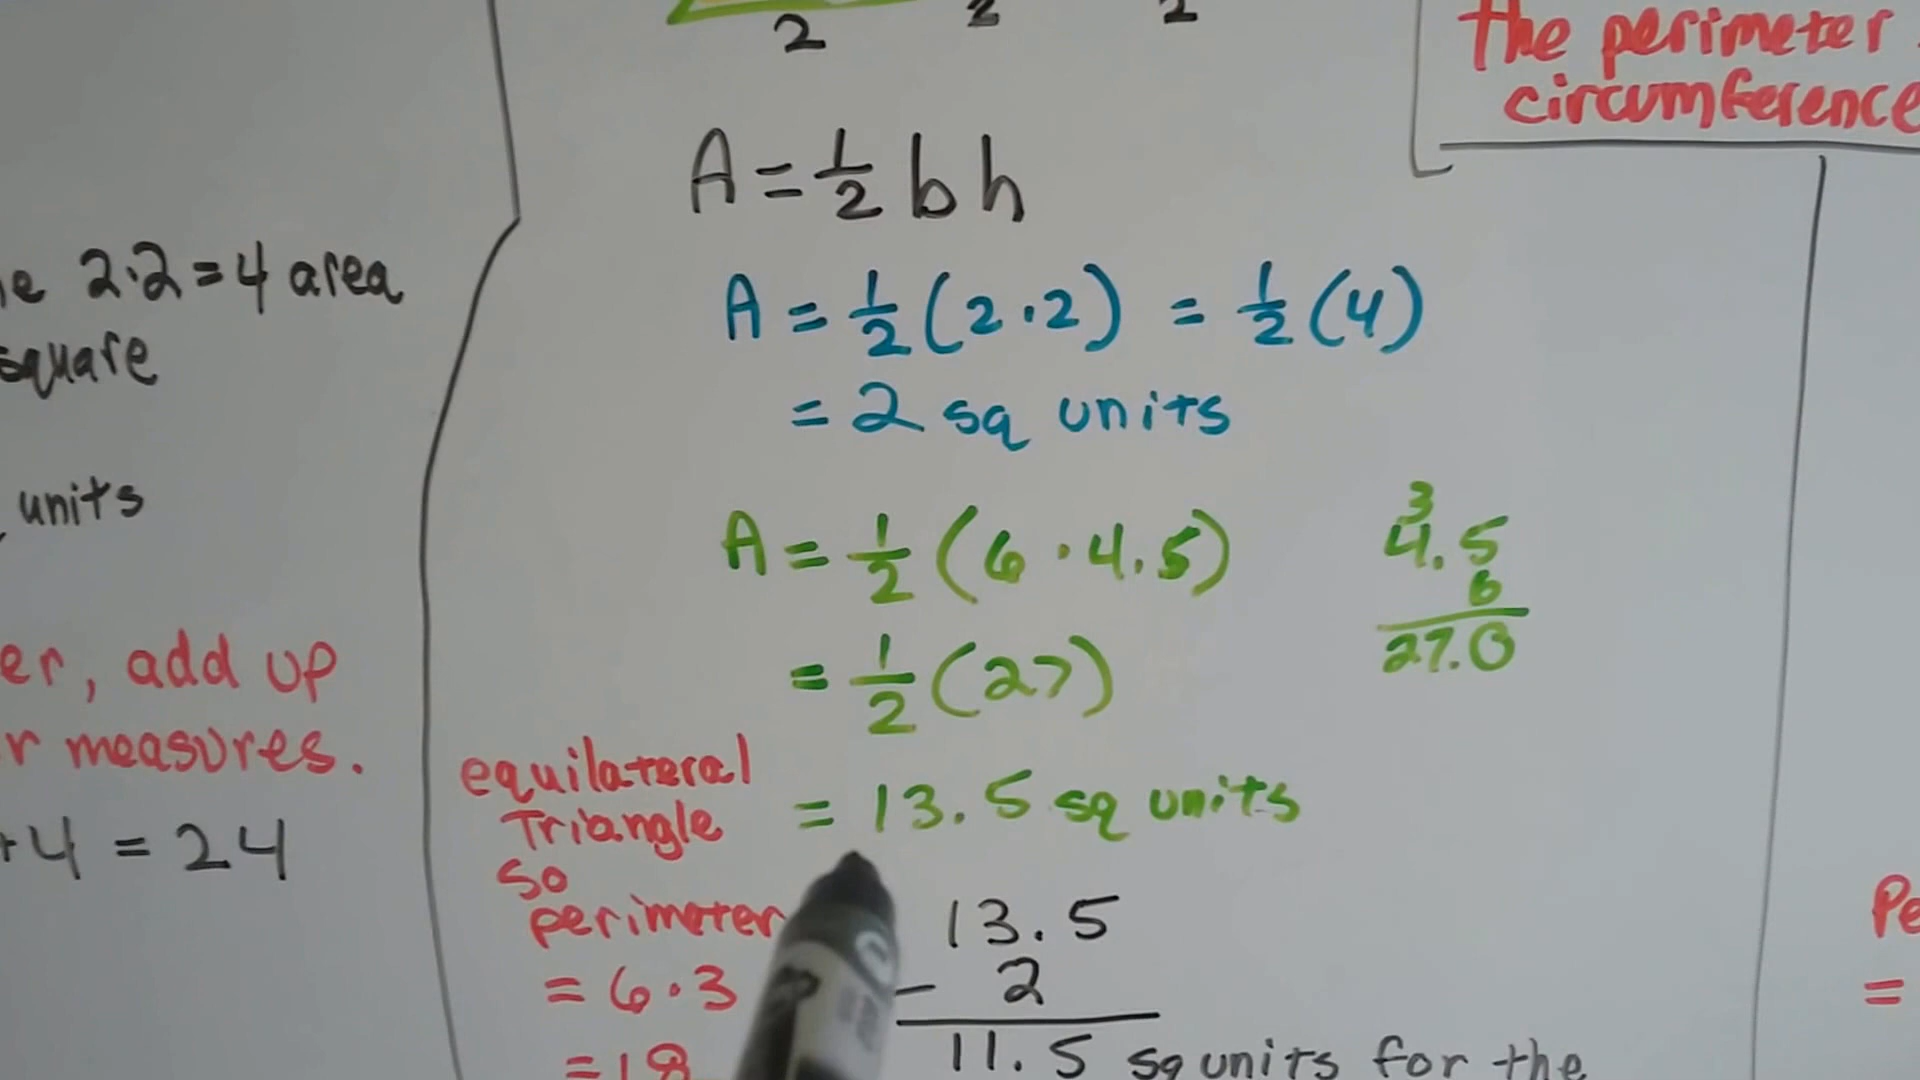 2 2 2
the perimeter
circumference
A = 1/2 b h
2·2 = 4 area
square
A = 1/2 (2·2) = 1/2 (4)
= 2 sq units
units
A = 1/2 (6 · 4.5)
3
4.5
6
27.0
= 1/2 (27)
er, add up
r measures.
+4 = 24
equilateral
Triangle
so
perimeter
= 6·3
= 18
= 13.5 sq units
13.5
- 2
11.5 sq units for the
Pe
=